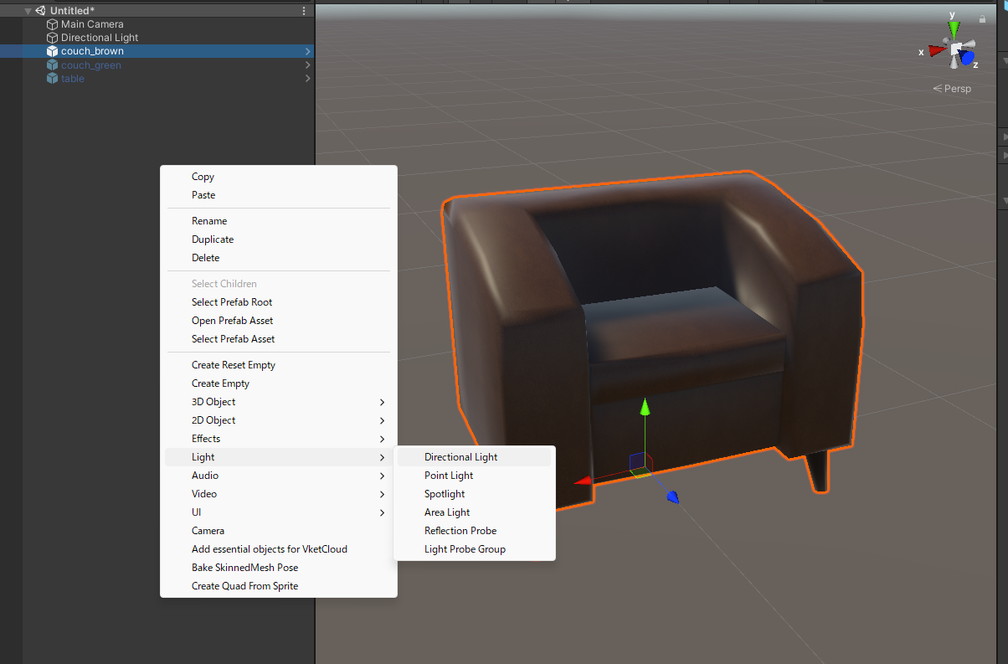 Untitled*
Main Camera
Directional Light
couch_brown
couch_green
table
y
x
z
Persp
Copy
Paste
Rename
Duplicate
Delete
Select Children
Select Prefab Root
Open Prefab Asset
Select Prefab Asset
Create Reset Empty
Create Empty
3D Object
2D Object
Effects
Light
Audio
Video
UI
Camera
Add essential objects for VketCloud
Bake SkinnedMesh Pose
Create Quad From Sprite
Directional Light
Point Light
Spotlight
Area Light
Reflection Probe
Light Probe Group